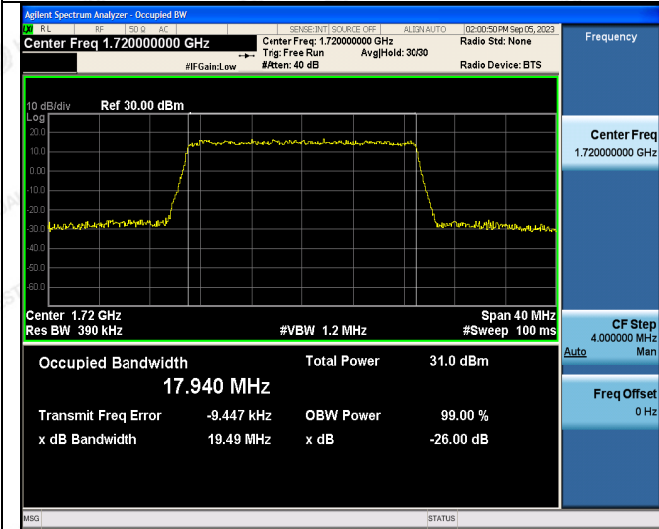 Agilent Spectrum Analyzer - Occupied BW
RL RF 50 Ω AC SENSE:INT SOURCE OFF ALIGN AUTO 02:00:50 PM Sep 05, 2023
Center Freq 1.720000000 GHz
Center Freq: 1.720000000 GHz
Radio Std: None
Trig: Free Run Avg|Hold: 30/30
#IFGain:Low #Atten: 40 dB Radio Device: BTS
10 dB/div Ref 30.00 dBm
Log
20.0
10.0
0.00
-10.0
-20.0
-30.0
-40.0
-50.0
-60.0
Center 1.72 GHz Span 40 MHz
Res BW 390 kHz #VBW 1.2 MHz #Sweep 100 ms
Occupied Bandwidth Total Power 31.0 dBm
17.940 MHz
Transmit Freq Error -9.447 kHz OBW Power 99.00 %
x dB Bandwidth 19.49 MHz x dB -26.00 dB
Frequency
Center Freq
1.720000000 GHz
CF Step
4.000000 MHz
Auto Man
Freq Offset
0 Hz
MSG STATUS